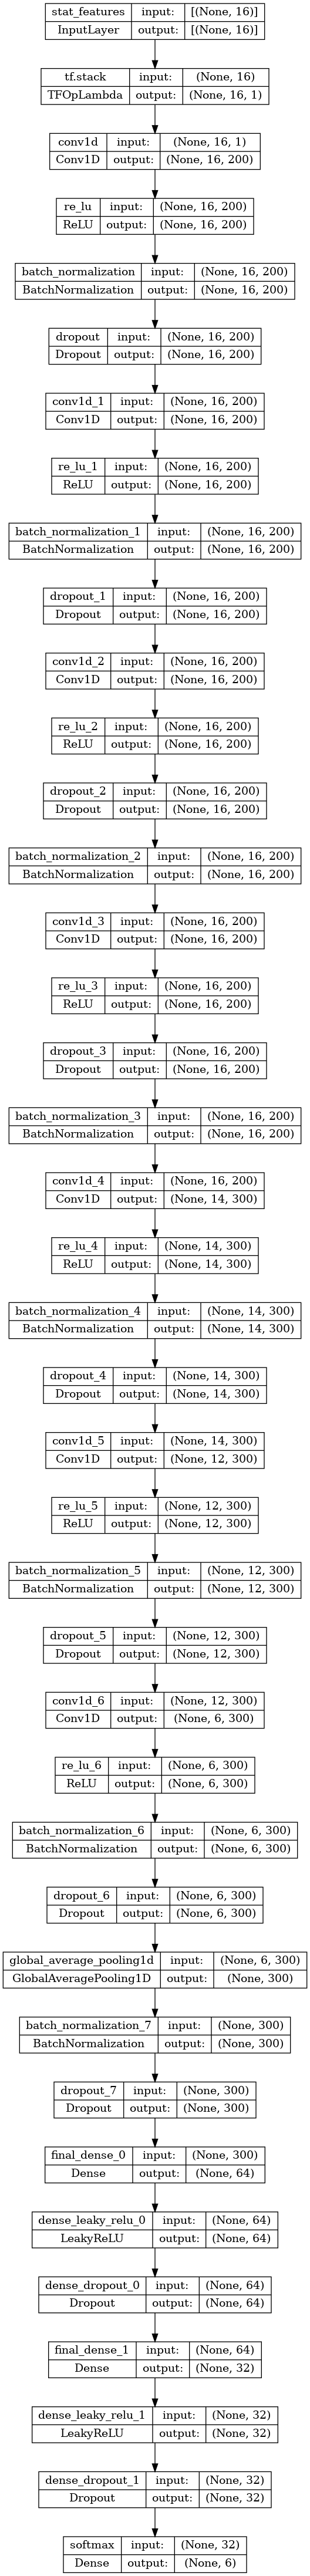 stat_features input: [(None, 16)]
InputLayer output: [(None, 16)]
tf.stack input: (None, 16)
TFOpLambda output: (None, 16, 1)
conv1d input: (None, 16, 1)
Conv1D output: (None, 16, 200)
re_lu input: (None, 16, 200)
ReLU output: (None, 16, 200)
batch_normalization input: (None, 16, 200)
BatchNormalization output: (None, 16, 200)
dropout input: (None, 16, 200)
Dropout output: (None, 16, 200)
conv1d_1 input: (None, 16, 200)
Conv1D output: (None, 16, 200)
re_lu_1 input: (None, 16, 200)
ReLU output: (None, 16, 200)
batch_normalization_1 input: (None, 16, 200)
BatchNormalization output: (None, 16, 200)
dropout_1 input: (None, 16, 200)
Dropout output: (None, 16, 200)
conv1d_2 input: (None, 16, 200)
Conv1D output: (None, 16, 200)
re_lu_2 input: (None, 16, 200)
ReLU output: (None, 16, 200)
dropout_2 input: (None, 16, 200)
Dropout output: (None, 16, 200)
batch_normalization_2 input: (None, 16, 200)
BatchNormalization output: (None, 16, 200)
conv1d_3 input: (None, 16, 200)
Conv1D output: (None, 16, 200)
re_lu_3 input: (None, 16, 200)
ReLU output: (None, 16, 200)
dropout_3 input: (None, 16, 200)
Dropout output: (None, 16, 200)
batch_normalization_3 input: (None, 16, 200)
BatchNormalization output: (None, 16, 200)
conv1d_4 input: (None, 16, 200)
Conv1D output: (None, 14, 300)
re_lu_4 input: (None, 14, 300)
ReLU output: (None, 14, 300)
batch_normalization_4 input: (None, 14, 300)
BatchNormalization output: (None, 14, 300)
dropout_4 input: (None, 14, 300)
Dropout output: (None, 14, 300)
conv1d_5 input: (None, 14, 300)
Conv1D output: (None, 12, 300)
re_lu_5 input: (None, 12, 300)
ReLU output: (None, 12, 300)
batch_normalization_5 input: (None, 12, 300)
BatchNormalization output: (None, 12, 300)
dropout_5 input: (None, 12, 300)
Dropout output: (None, 12, 300)
conv1d_6 input: (None, 12, 300)
Conv1D output: (None, 6, 300)
re_lu_6 input: (None, 6, 300)
ReLU output: (None, 6, 300)
batch_normalization_6 input: (None, 6, 300)
BatchNormalization output: (None, 6, 300)
dropout_6 input: (None, 6, 300)
Dropout output: (None, 6, 300)
global_average_pooling1d input: (None, 6, 300)
GlobalAveragePooling1D output: (None, 300)
batch_normalization_7 input: (None, 300)
BatchNormalization output: (None, 300)
dropout_7 input: (None, 300)
Dropout output: (None, 300)
final_dense_0 input: (None, 300)
Dense output: (None, 64)
dense_leaky_relu_0 input: (None, 64)
LeakyReLU output: (None, 64)
dense_dropout_0 input: (None, 64)
Dropout output: (None, 64)
final_dense_1 input: (None, 64)
Dense output: (None, 32)
dense_leaky_relu_1 input: (None, 32)
LeakyReLU output: (None, 32)
dense_dropout_1 input: (None, 32)
Dropout output: (None, 32)
softmax input: (None, 32)
Dense output: (None, 6)